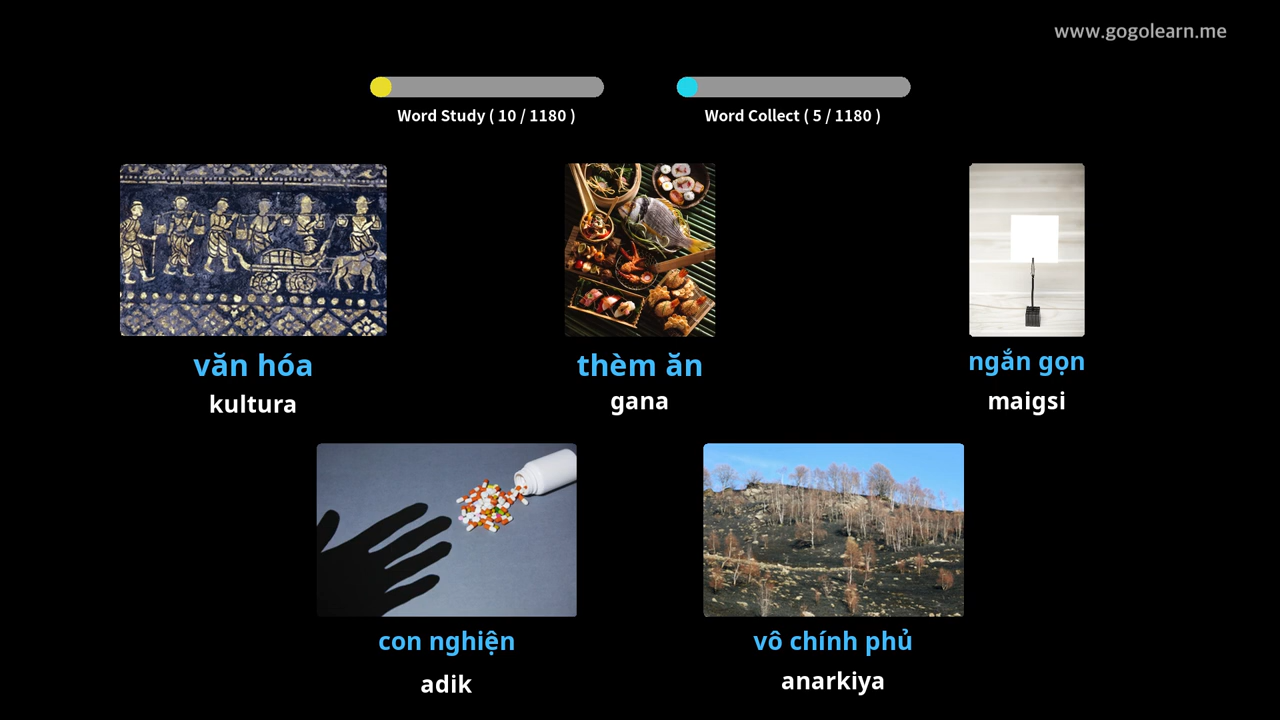 www.gogolearn.me
Word Study ( 10 / 1180 )
Word Collect ( 5 / 1180 )
văn hóa
kultura
thèm ăn
gana
ngắn gọn
maigsi
con nghiện
adik
vô chính phủ
anarkiya